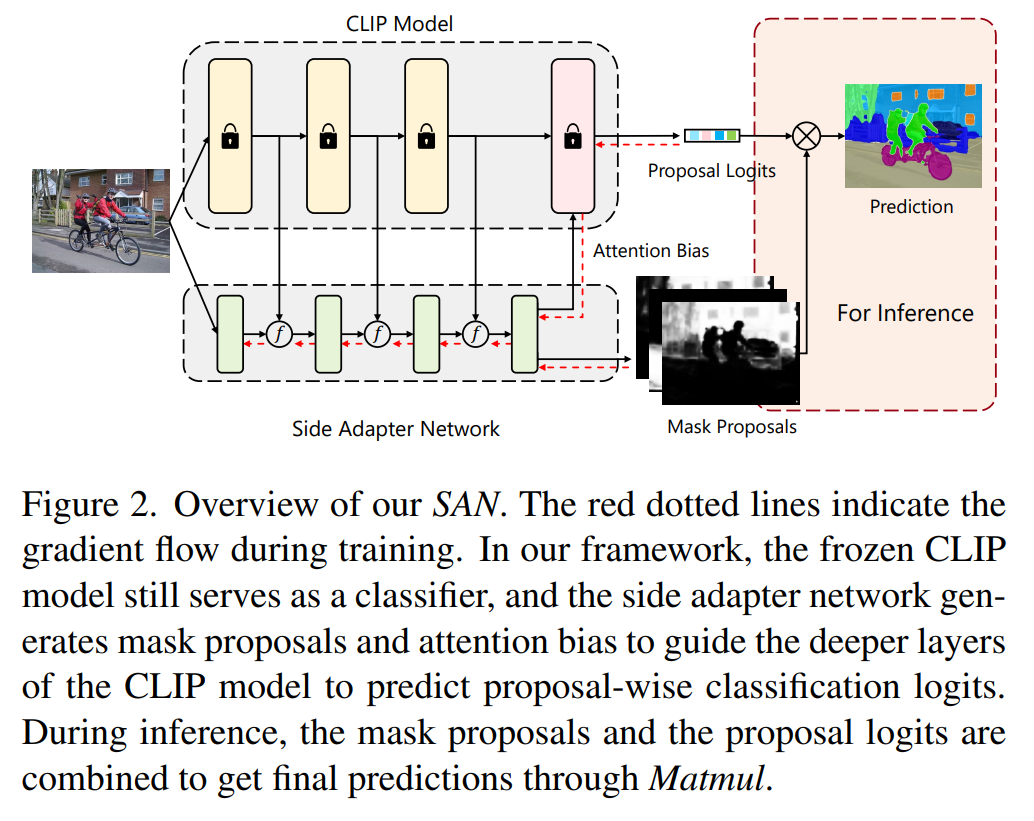 CLIP Model
Proposal Logits
Prediction
Attention Bias
f
f
f
For Inference
Side Adapter Network
Mask Proposals
Figure 2. Overview of our SAN. The red dotted lines indicate the
gradient flow during training. In our framework, the frozen CLIP
model still serves as a classifier, and the side adapter network gen-
erates mask proposals and attention bias to guide the deeper layers
of the CLIP model to predict proposal-wise classification logits.
During inference, the mask proposals and the proposal logits are
combined to get final predictions through Matmul.